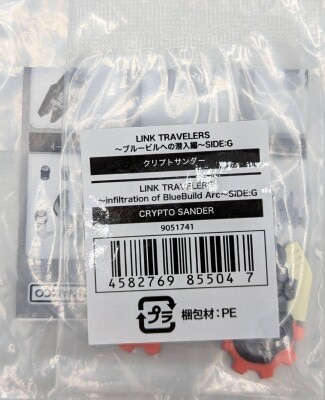 LINK TRAVELERS
～ブルービルへの潜入編～SIDE:G
クリプトサンダー
LINK TRAVELERS
～infiltration of BlueBuild Arc～SIDE:G
CRYPTO SANDER
9051741
4582769 85504 7
プラ 梱包材：PE